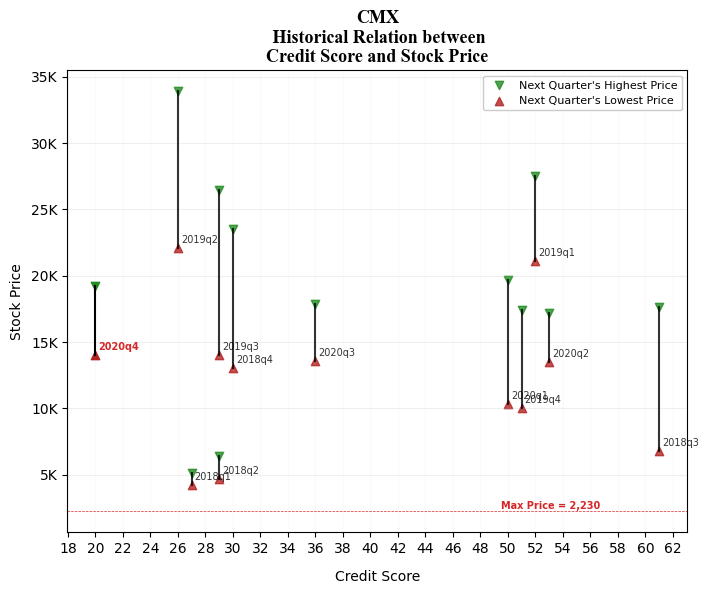 CMX
Historical Relation between
Credit Score and Stock Price
Next Quarter's Highest Price
Next Quarter's Lowest Price
35K
30K
25K
20K
15K
10K
5K
Stock Price
2019q2
2019q1
2020q4
2019q3
2018q4
2020q3
2020q2
2020q1
2019q4
2018q3
2018q2
2018q1
Max Price = 2,230
18 20 22 24 26 28 30 32 34 36 38 40 42 44 46 48 50 52 54 56 58 60 62
Credit Score